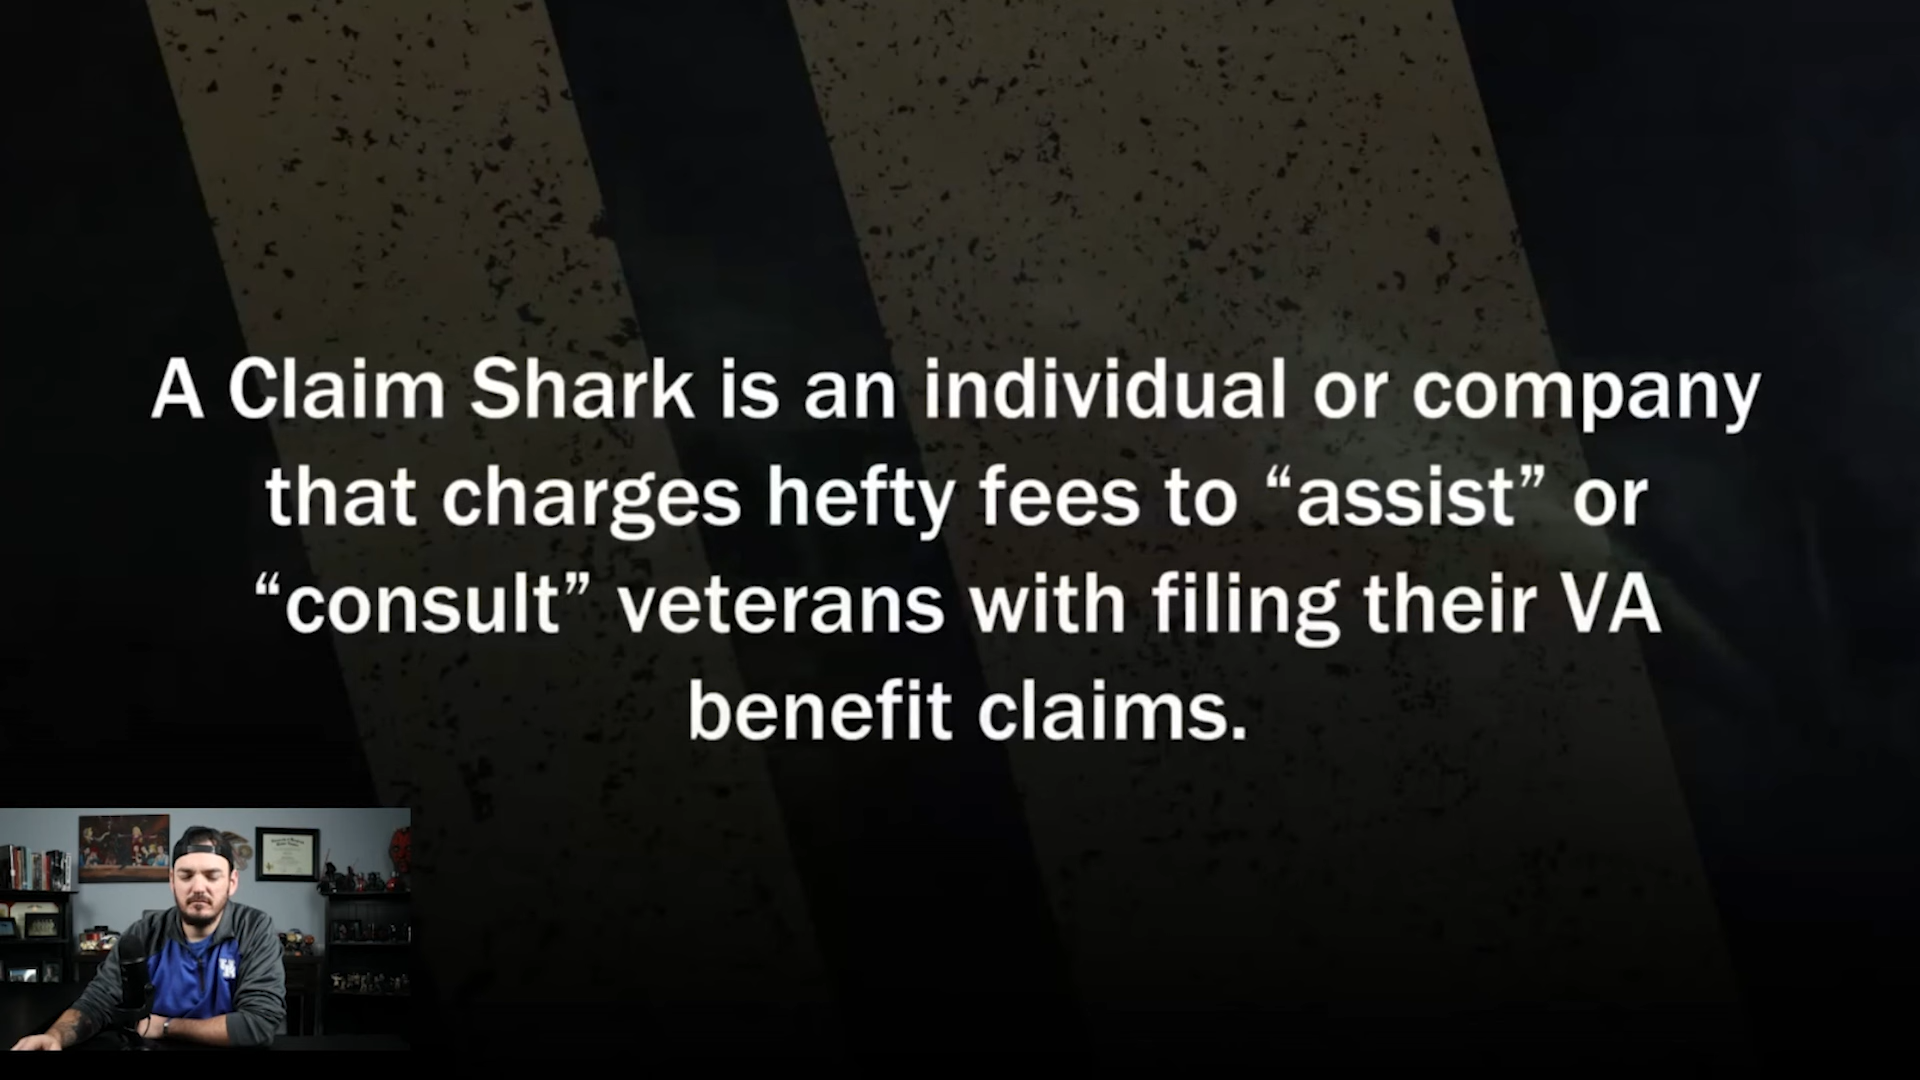 A Claim Shark is an individual or company
that charges hefty fees to “assist” or
“consult” veterans with filing their VA
benefit claims.